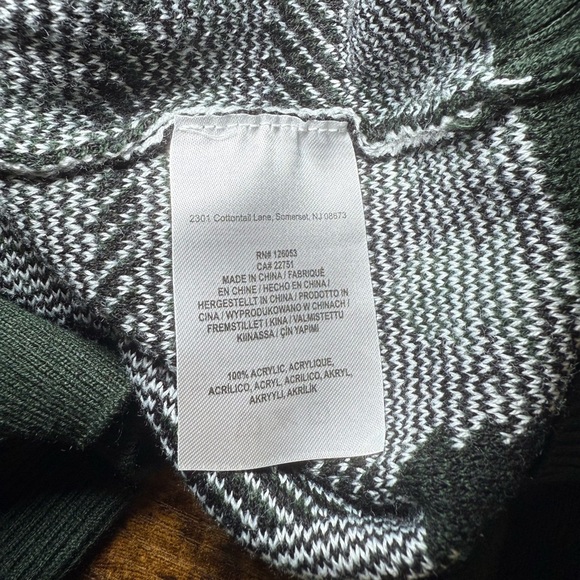 2301 Cottontail Lane, Somerset, NJ 08873
RN# 126053
CA# 22751
MADE IN CHINA / FABRIQUÉ
EN CHINE / HECHO EN CHINA /
HERGESTELLT IN CHINA / PRODOTTO IN
CINA / WYPRODUKOWANO W CHINACH /
FREMSTILLET I KINA / VALMISTETTU
KIINASSA / ÇİN YAPIMI
100% ACRYLIC, ACRYLIQUE,
ACRÍLICO, ACRYL, ACRILICO, AKRYL,
AKRYYLI, AKRİLİK